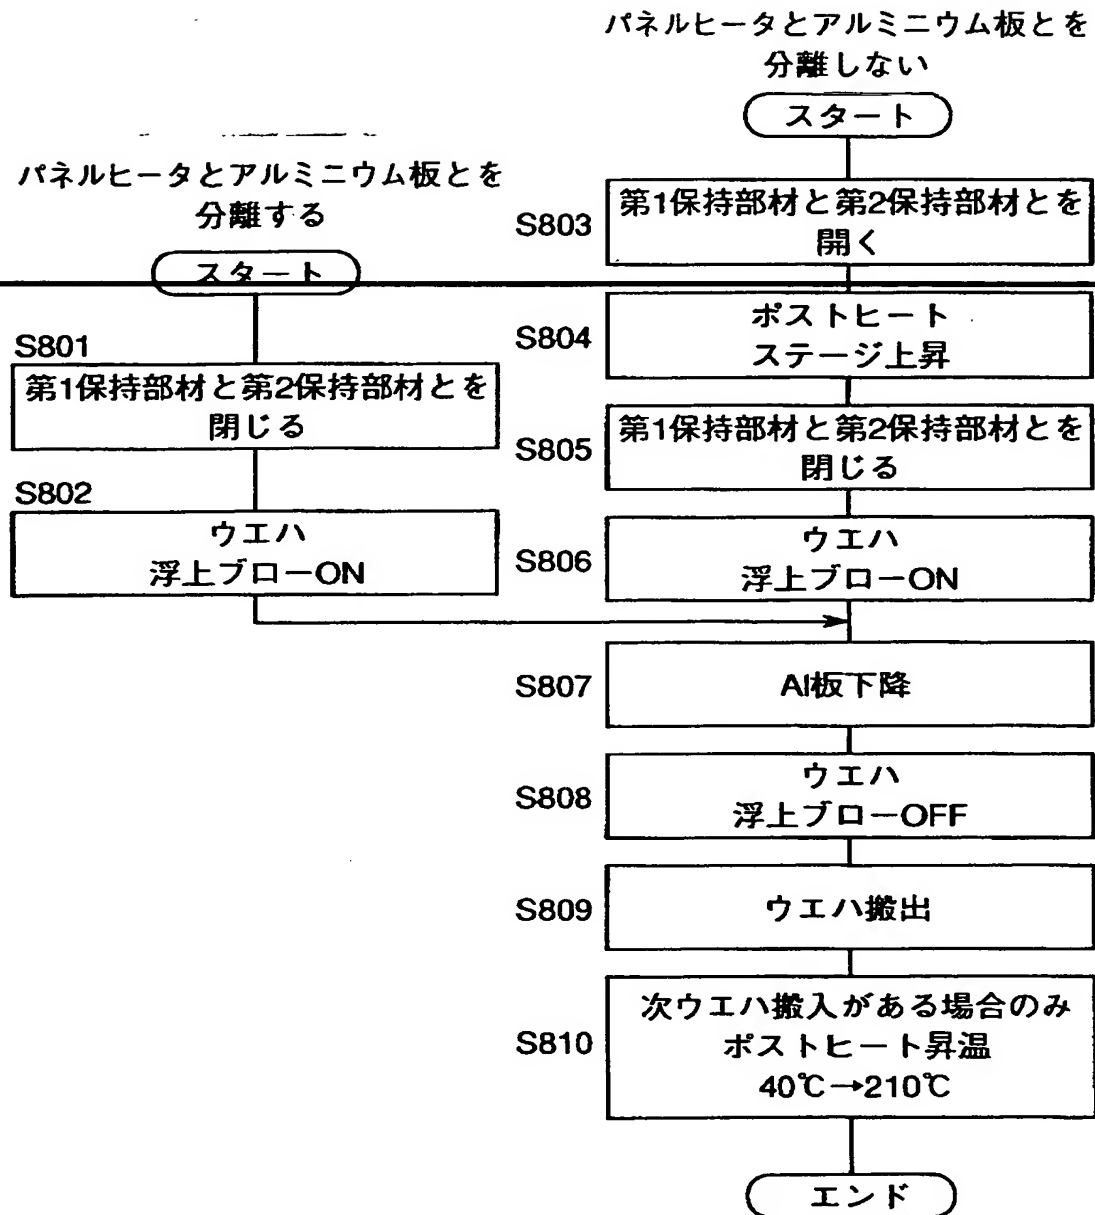 パネルヒータとアルミニウム板とを
分離する
スタート
S801
第1保持部材と第2保持部材とを
閉じる
S802
ウエハ
浮上ブローON
パネルヒータとアルミニウム板とを
分離しない
スタート
S803
第1保持部材と第2保持部材とを
開く
S804
ポストヒート
ステージ上昇
S805
第1保持部材と第2保持部材とを
閉じる
S806
ウエハ
浮上ブローON
S807
Al板下降
S808
ウエハ
浮上ブローOFF
S809
ウエハ搬出
S810
次ウエハ搬入がある場合のみ
ポストヒート昇温
40℃→210℃
エンド